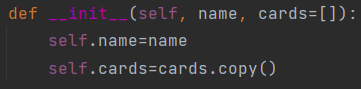 def __init__(self, name, cards=[]):
    self.name=name
    self.cards=cards.copy()